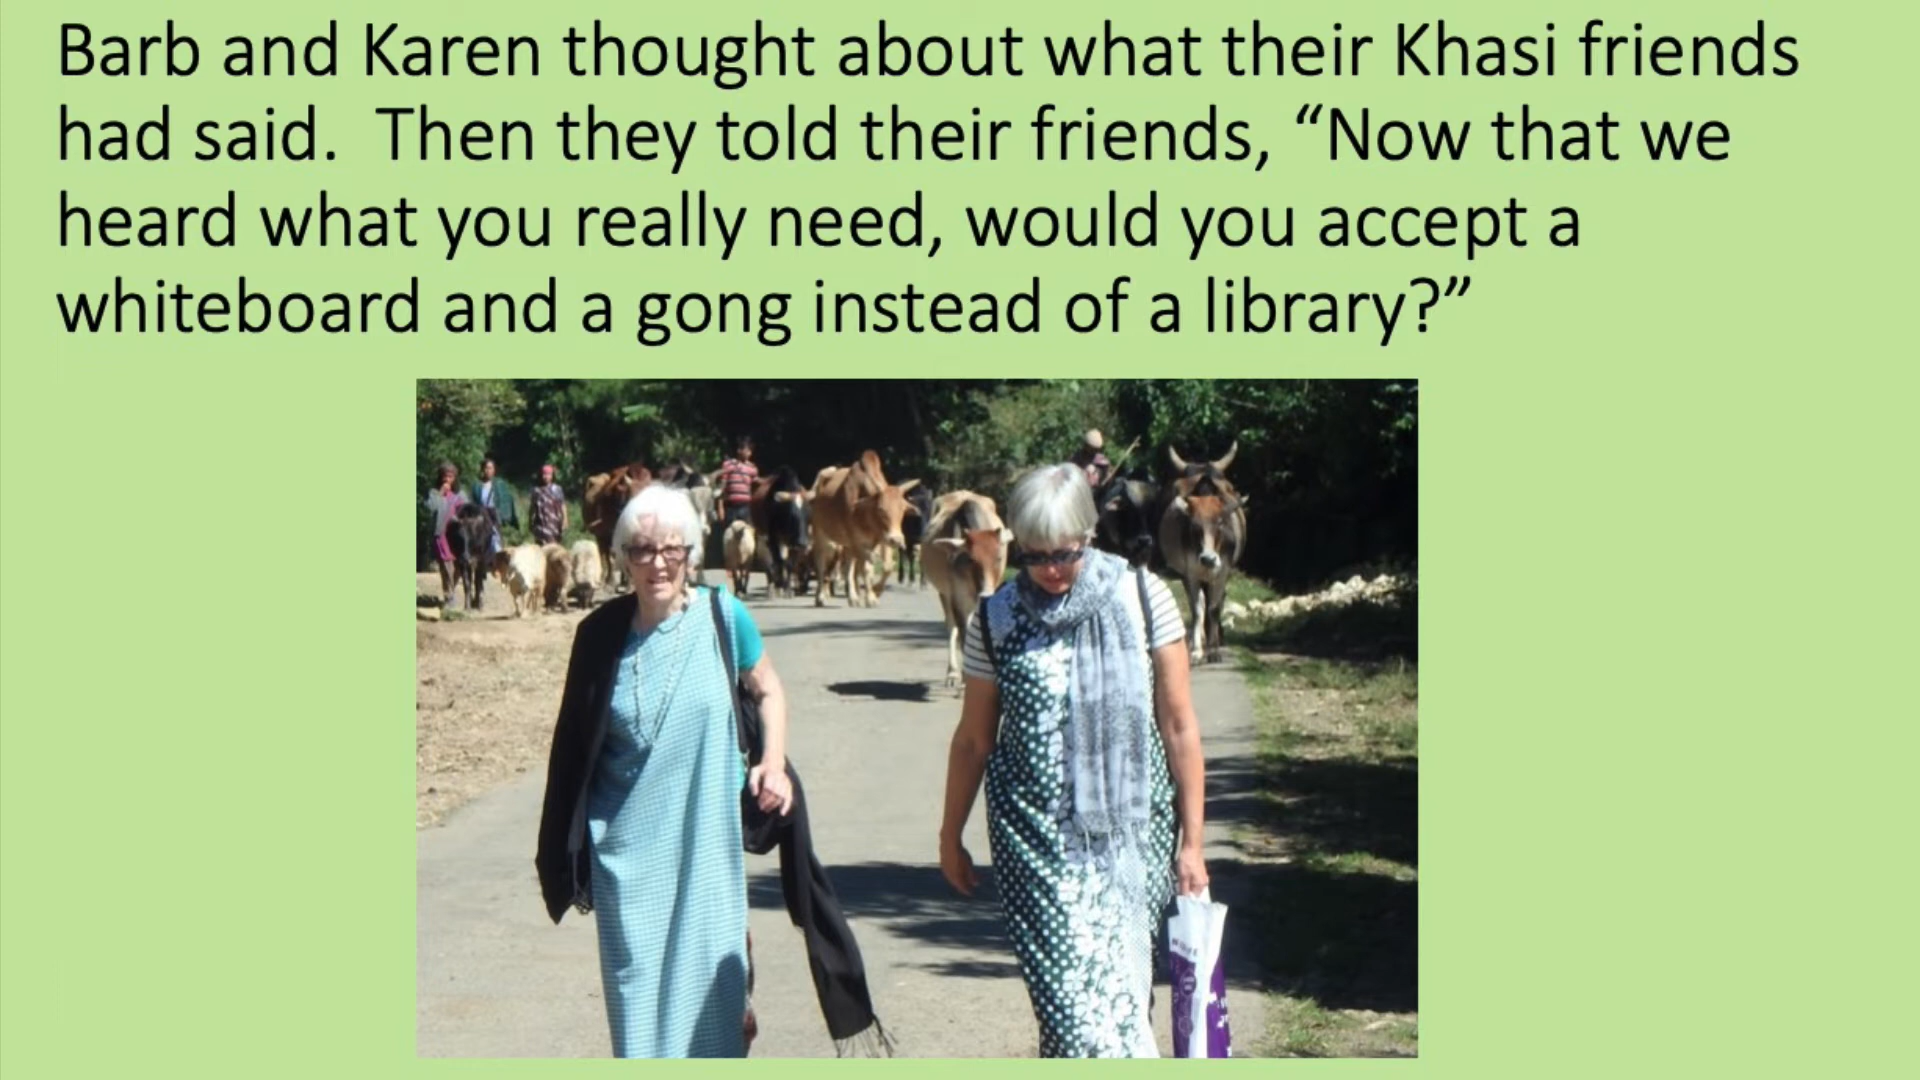 Barb and Karen thought about what their Khasi friends
had said.  Then they told their friends, “Now that we
heard what you really need, would you accept a
whiteboard and a gong instead of a library?”